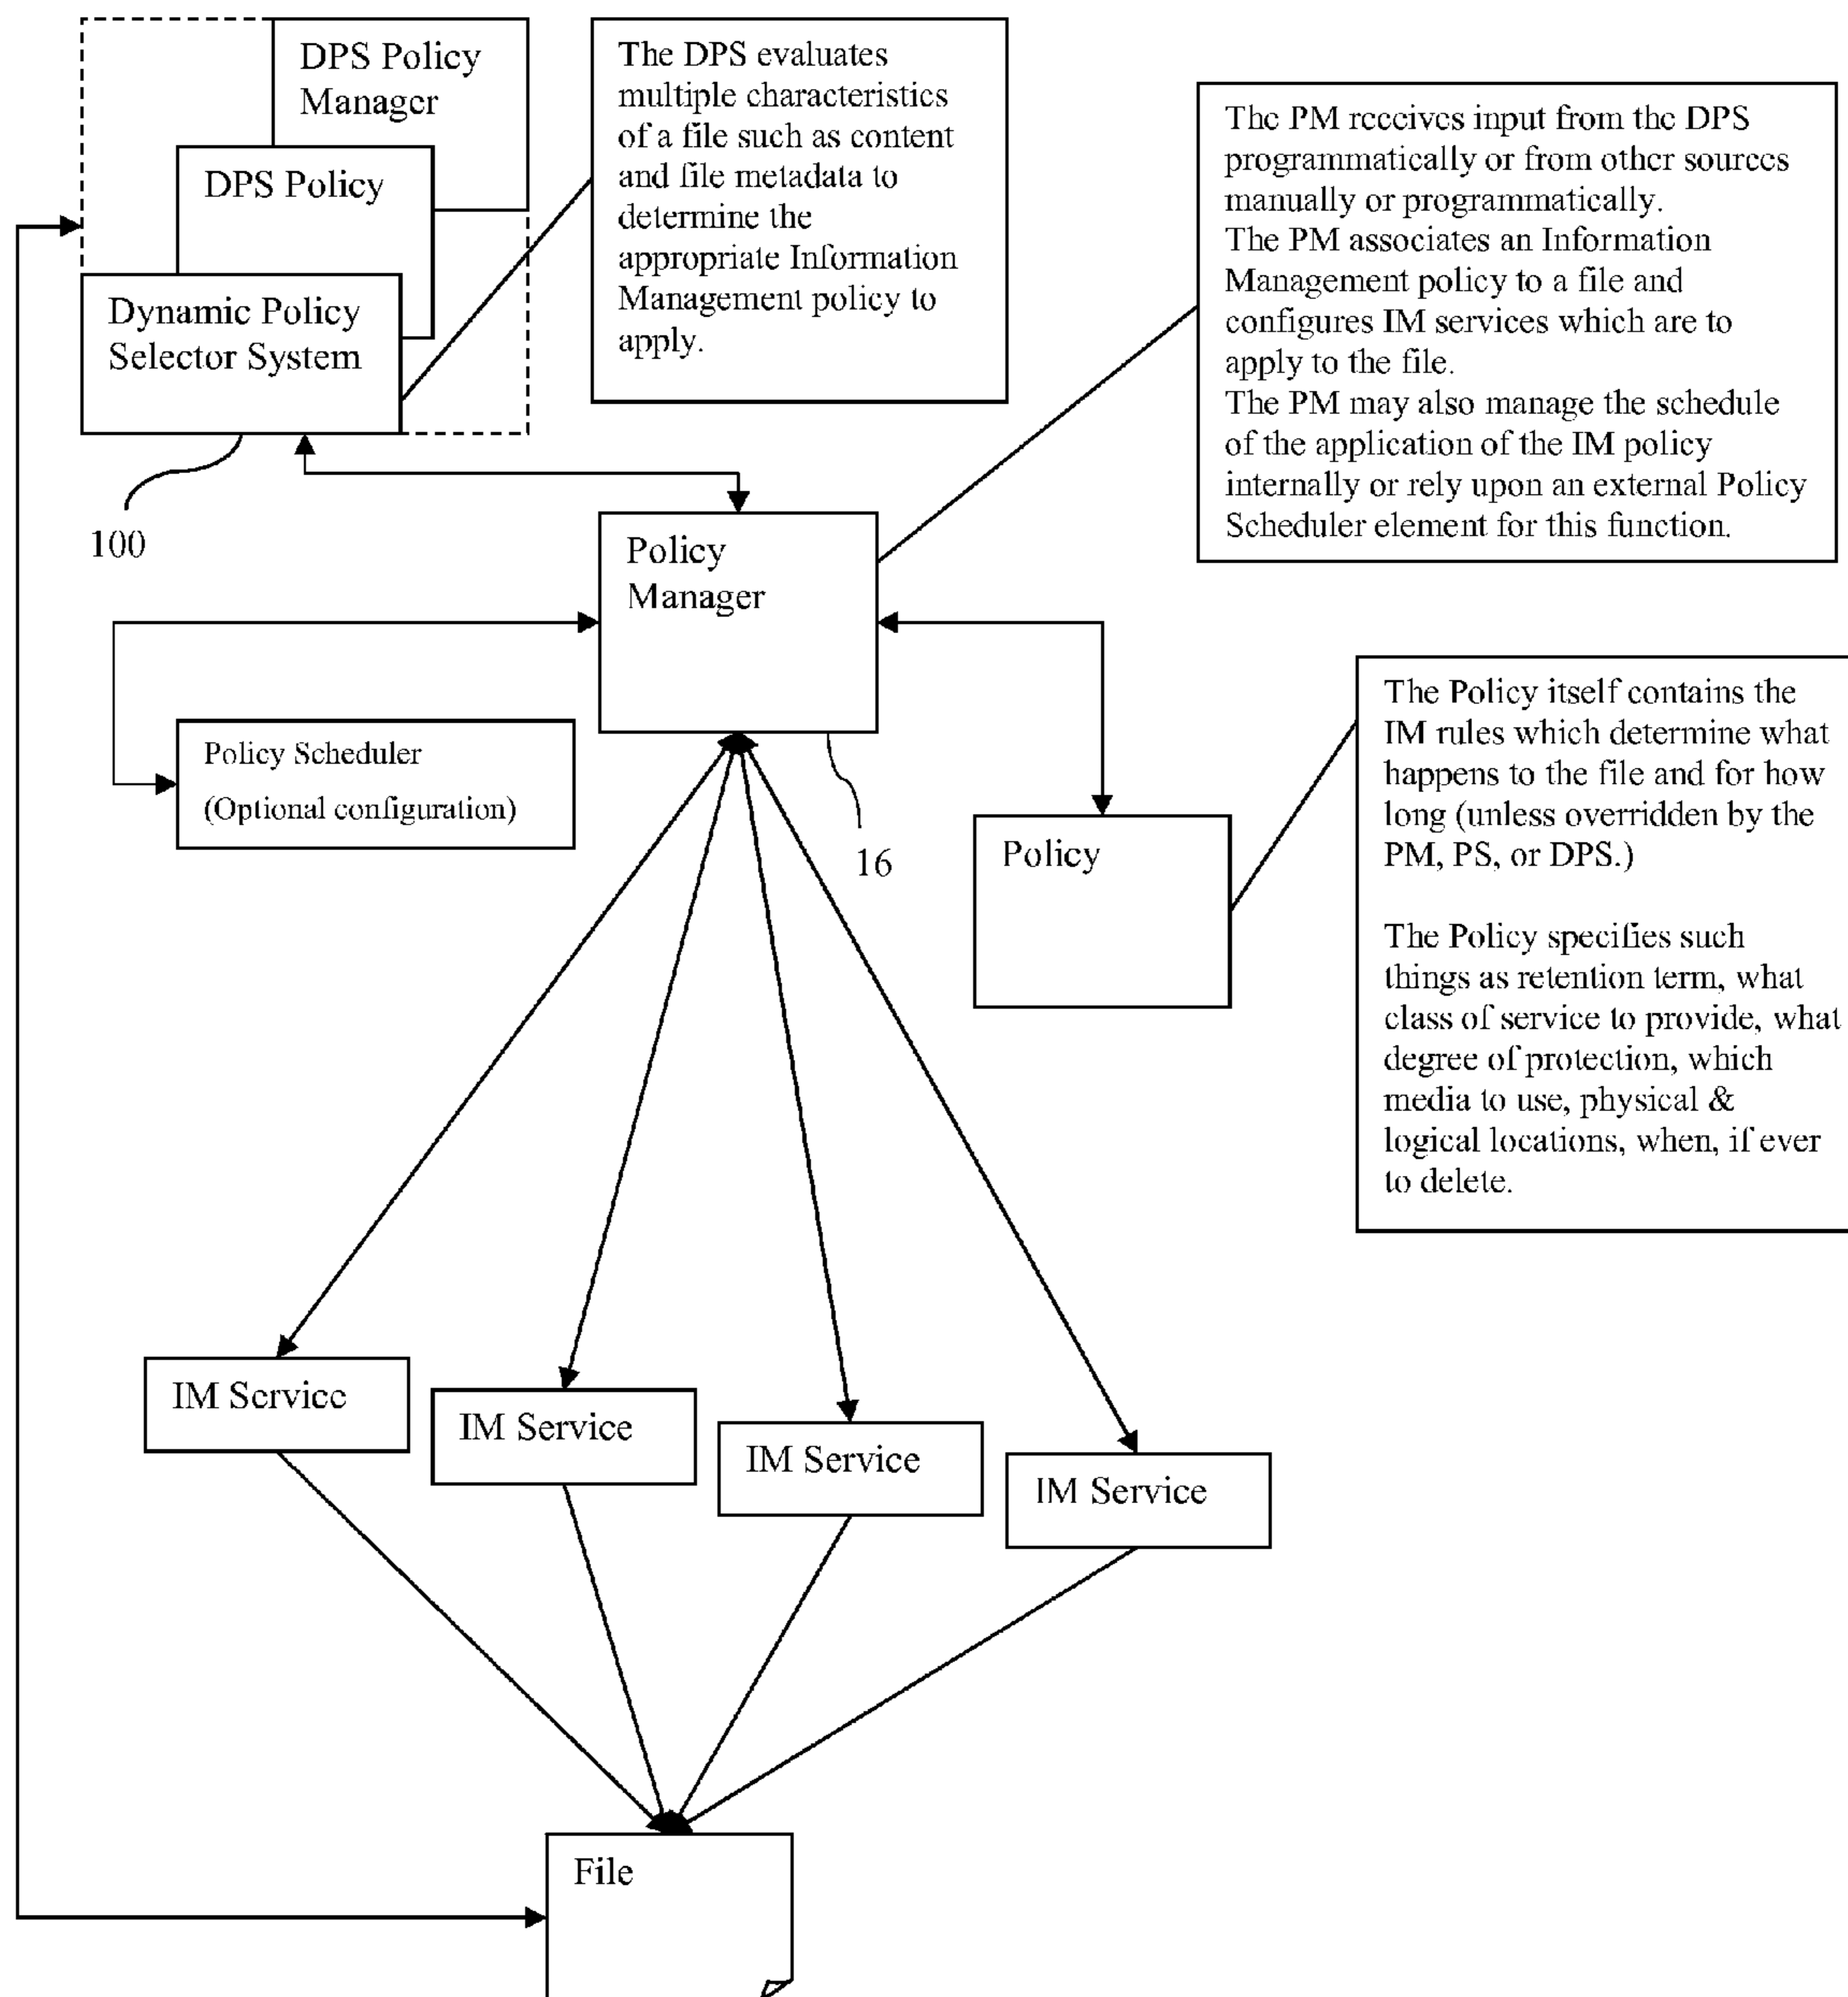 DPS Policy
Manager
DPS Policy
Dynamic Policy
Selector System
100
The DPS evaluates
multiple characteristics
of a file such as content
and file metadata to
determine the
appropriate Information
Management policy to
apply.
The PM receives input from the DPS
programmatically or from other sources
manually or programmatically.
The PM associates an Information
Management policy to a file and
configures IM services which are to
apply to the file.
The PM may also manage the schedule
of the application of the IM policy
internally or rely upon an external Policy
Scheduler element for this function.
Policy
Manager
16
Policy Scheduler
(Optional configuration)
Policy
The Policy itself contains the
IM rules which determine what
happens to the file and for how
long (unless overridden by the
PM, PS, or DPS.)
The Policy specifies such
things as retention term, what
class of service to provide, what
degree of protection, which
media to use, physical &
logical locations, when, if ever
to delete.
IM Service
IM Service
IM Service
IM Service
File